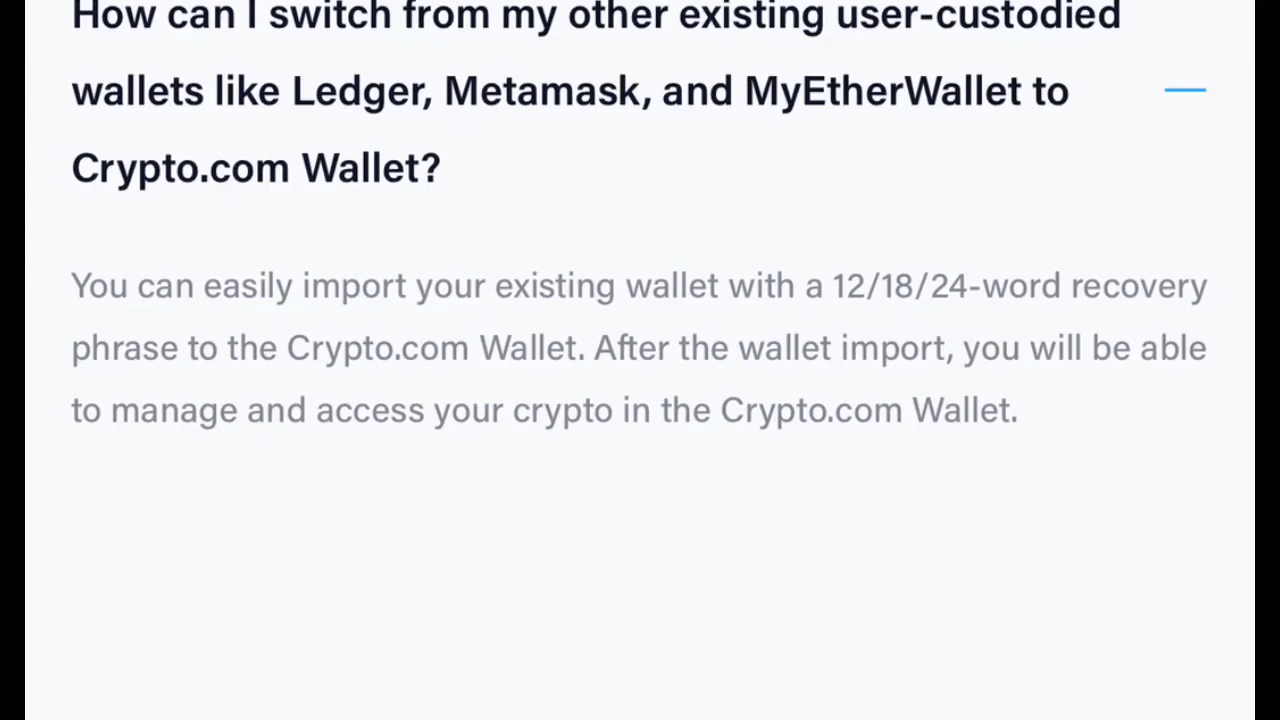 How can I switch from my other existing user-custodied
wallets like Ledger, Metamask, and MyEtherWallet to
Crypto.com Wallet?
You can easily import your existing wallet with a 12/18/24-word recovery
phrase to the Crypto.com Wallet. After the wallet import, you will be able
to manage and access your crypto in the Crypto.com Wallet.